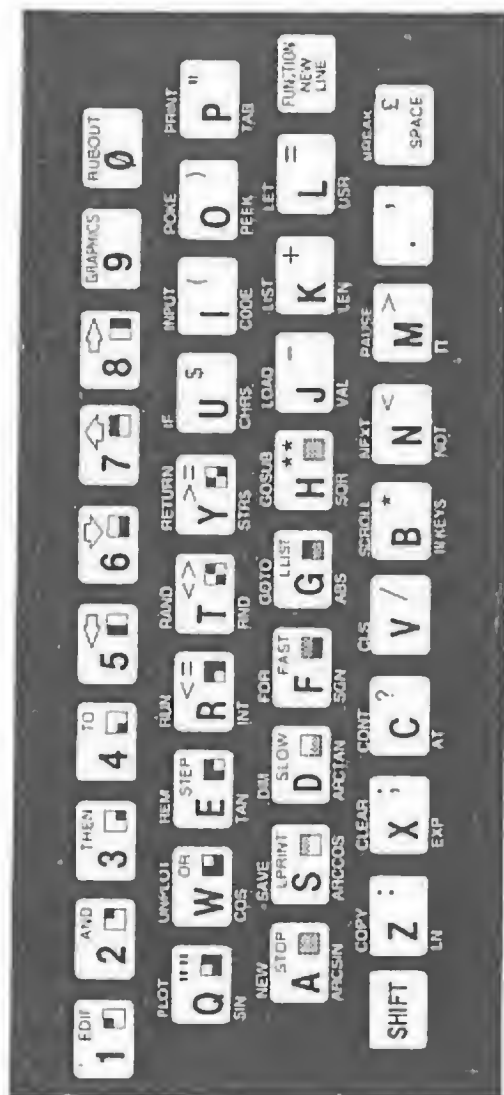 EDIT AND THEN TO GRAPHICS RUBOUT
1 2 3 4 5 6 7 8 9 Ø
PLOT UNPLOT REM RUN RAND RETURN IF INPUT POKE PRINT
"" OR STEP <= <> >= $ ( ) "
Q W E R T Y U I O P
SIN COS TAN INT RND STR$ CHR$ CODE PEEK TAB
NEW SAVE DIM FOR GOTO GOSUB LOAD LIST LET FUNCTION
STOP LPRINT SLOW FAST LLIST ** - + = NEW
A S D F G H J K L LINE
ARCSIN ARCCOS ARCTAN SGN ABS SQR VAL LEN USR
COPY CLEAR CONT CLS SCROLL NEXT PAUSE BREAK
: ; ? / * < > , £
SHIFT Z X C V B N M . SPACE
LN EXP AT INKEY$ NOT π